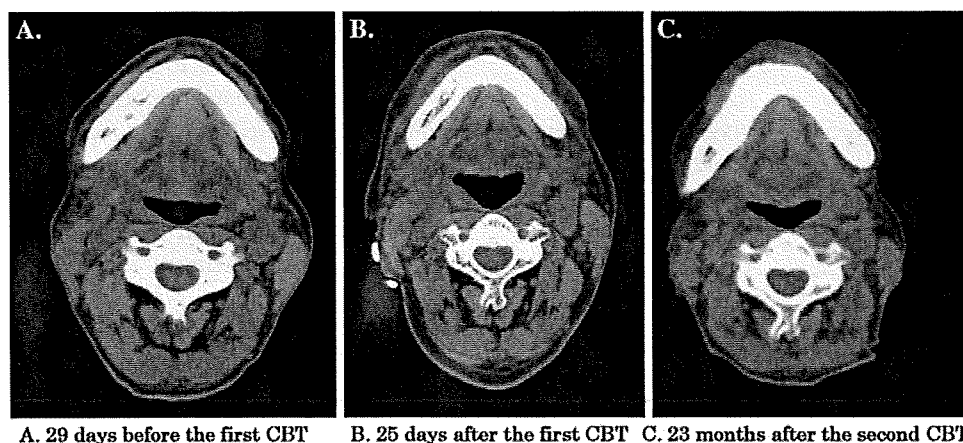 A.
B.
C.
A. 29 days before the first CBT
B. 25 days after the first CBT
C. 23 months after the second CBT